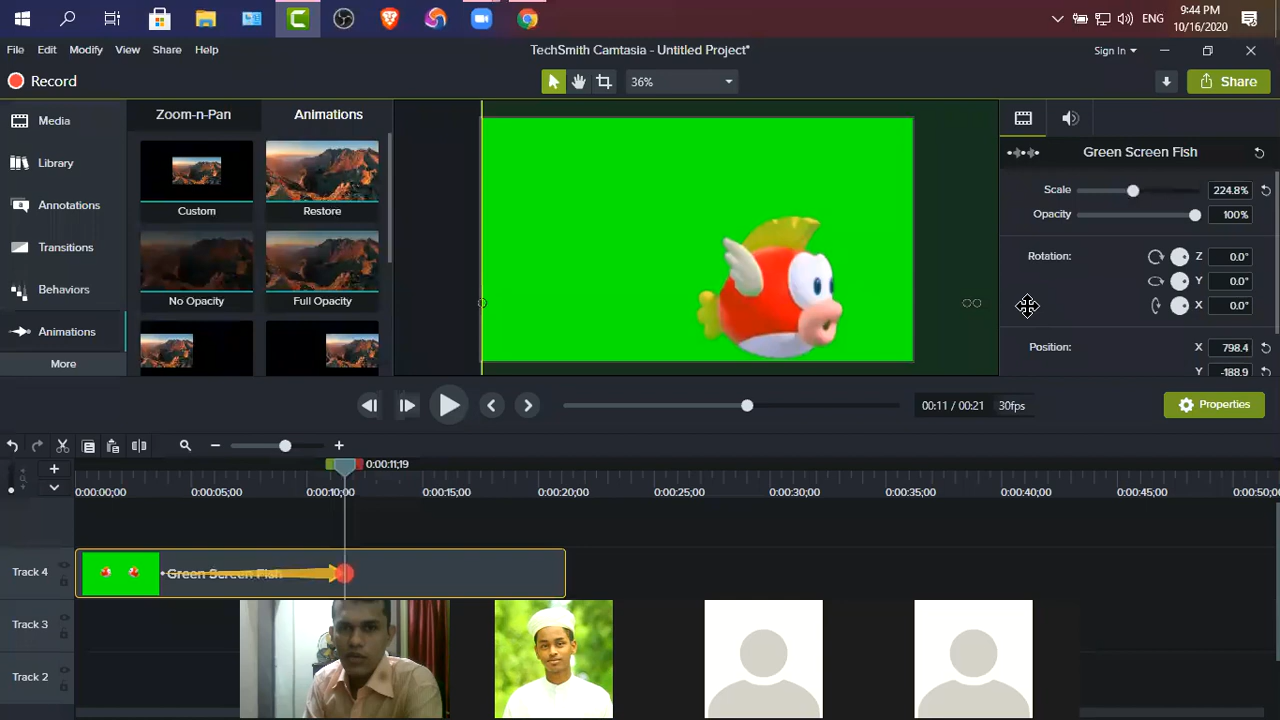 9:44 PM
ENG
10/16/2020
File Edit Modify View Share Help
TechSmith Camtasia - Untitled Project*
Sign In
Record
36%
Share
Media
Library
Annotations
Transitions
Behaviors
Animations
More
Zoom-n-Pan
Animations
Custom
Restore
No Opacity
Full Opacity
Green Screen Fish
Scale
224.8%
Opacity
100%
Rotation:
Z
0.0°
Y
0.0°
X
0.0°
Position:
X
798.4
Y
-188.9
00:11 / 00:21
30fps
Properties
0:00:11;19
0:00:00;00
0:00:05;00
0:00:10;00
0:00:15;00
0:00:20;00
0:00:25;00
0:00:30;00
0:00:35;00
0:00:40;00
0:00:45;00
0:00:50;00
Track 4
Green Screen Fish
Track 3
Track 2